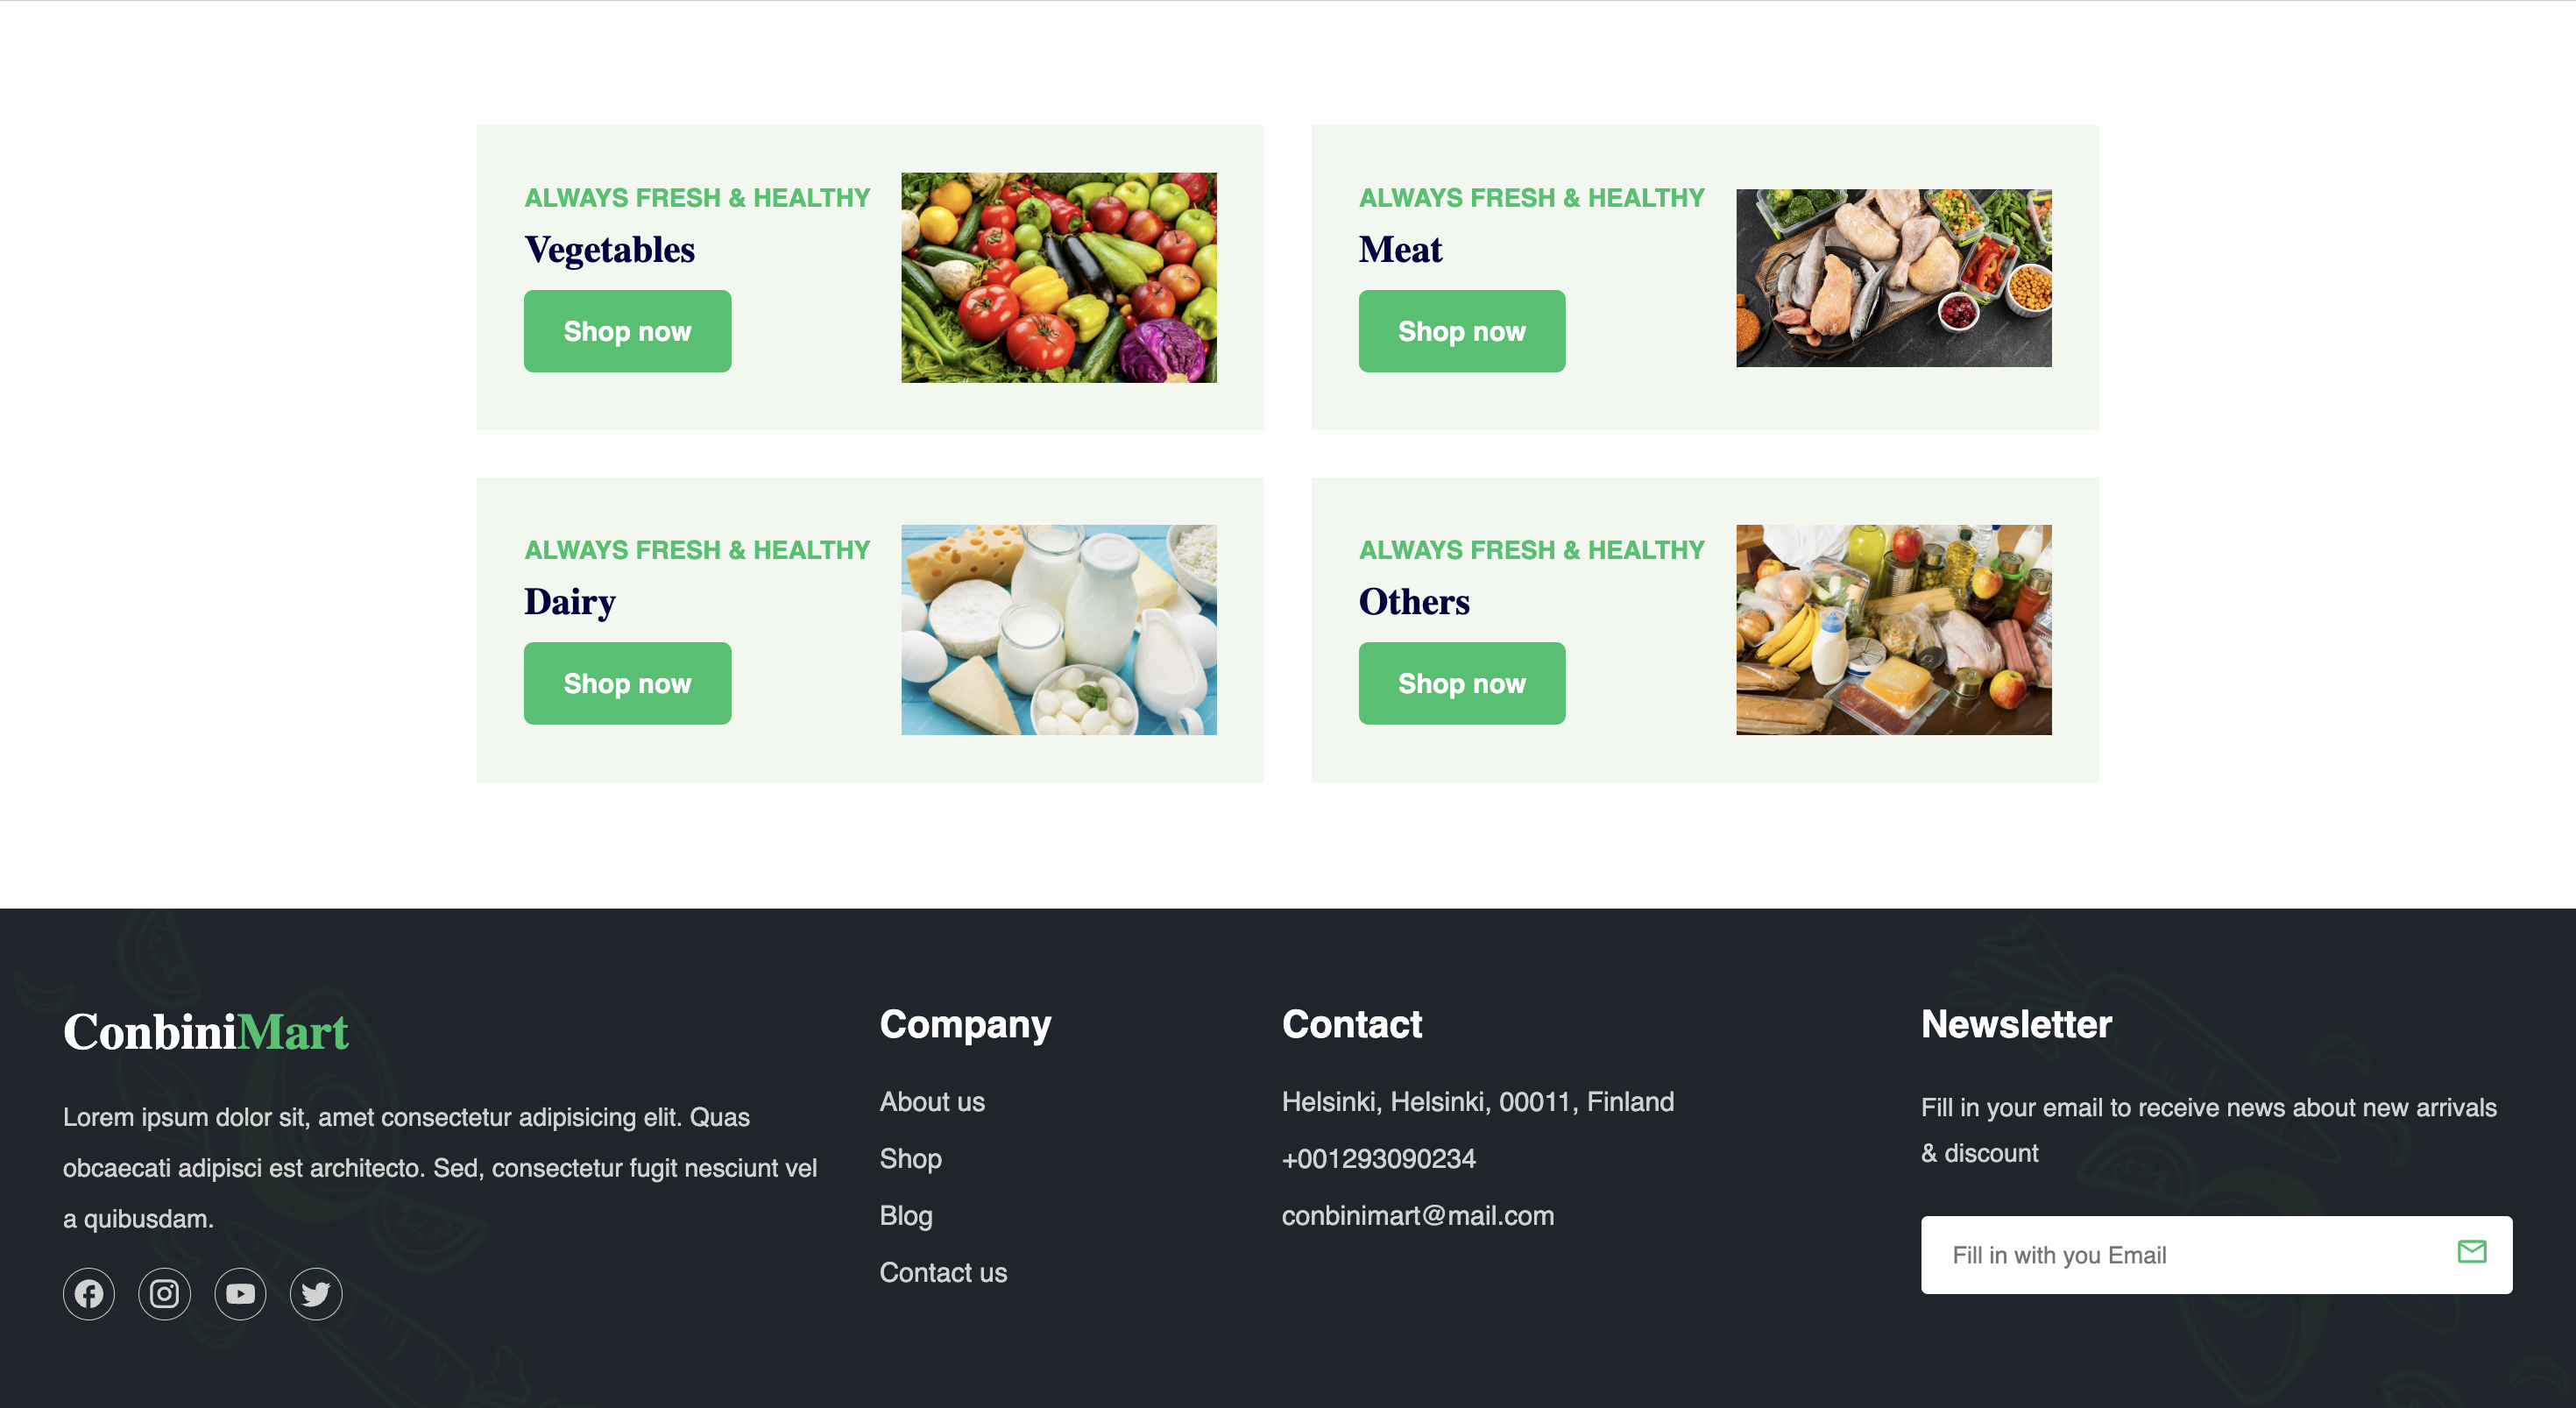 ALWAYS FRESH & HEALTHY
Vegetables
Shop now
ALWAYS FRESH & HEALTHY
Meat
Shop now
ALWAYS FRESH & HEALTHY
Dairy
Shop now
ALWAYS FRESH & HEALTHY
Others
Shop now
ConbiniMart
Lorem ipsum dolor sit, amet consectetur adipisicing elit. Quas
obcaecati adipisci est architecto. Sed, consectetur fugit nesciunt vel
a quibusdam.
Company
About us
Shop
Blog
Contact us
Contact
Helsinki, Helsinki, 00011, Finland
+001293090234
conbinimart@mail.com
Newsletter
Fill in your email to receive news about new arrivals
& discount
Fill in with you Email